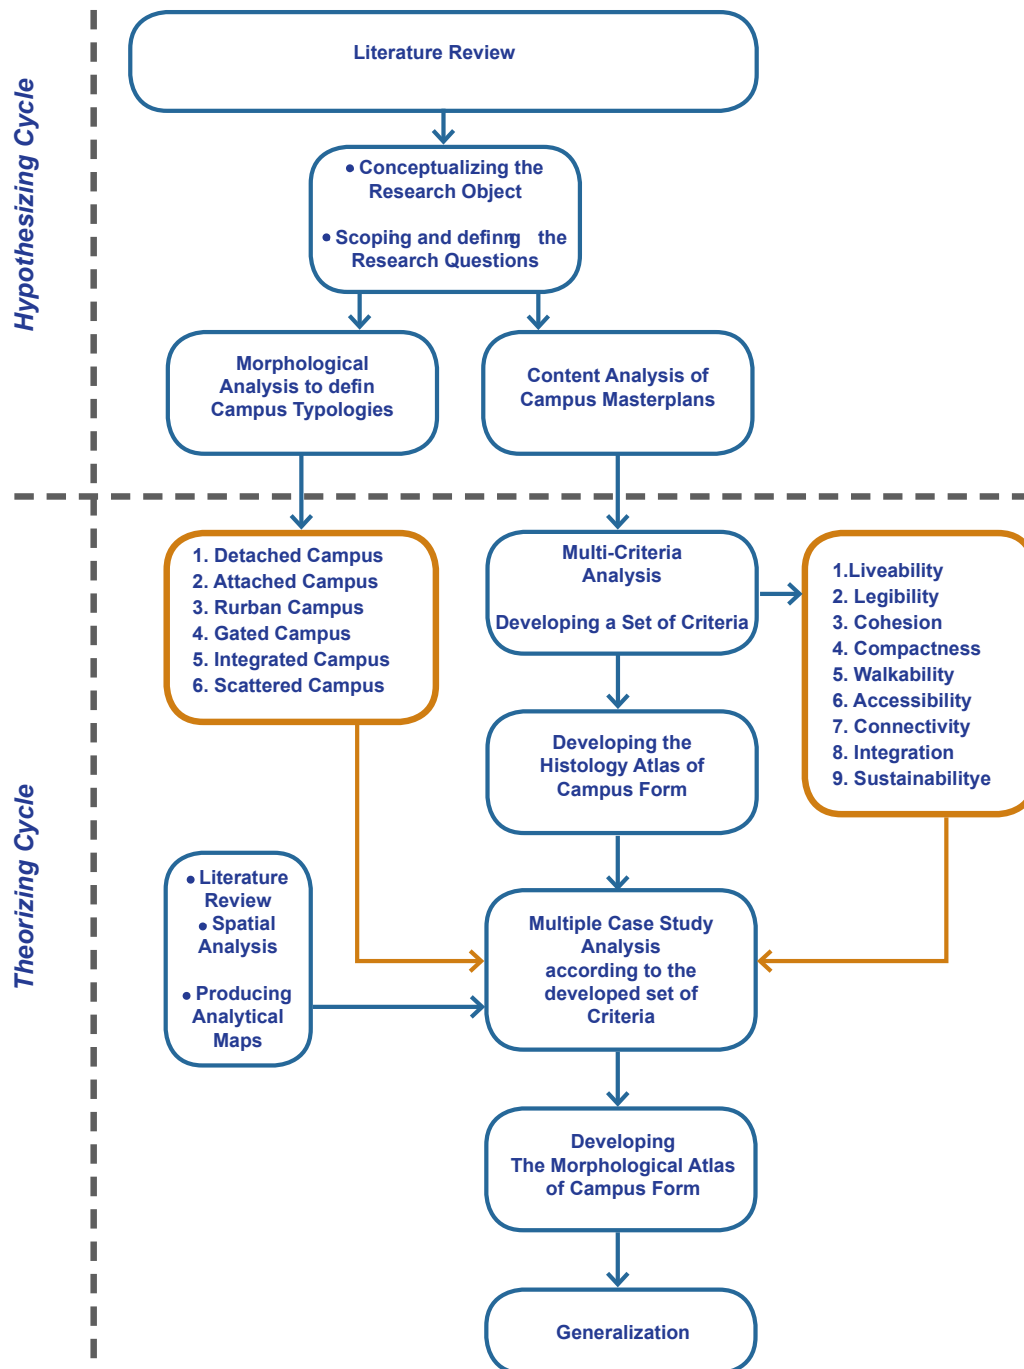 Hypothesizing Cycle
Literature Review
• Conceptualizing the
Research Object
• Scoping and definng the
Research Questions
Morphological
Analysis to defin
Campus Typologies
Content Analysis of
Campus Masterplans
Theorizing Cycle
1. Detached Campus
2. Attached Campus
3. Rurban Campus
4. Gated Campus
5. Integrated Campus
6. Scattered Campus
Multi-Criteria
Analysis
Developing a Set of Criteria
1.Liveability
2. Legibility
3. Cohesion
4. Compactness
5. Walkability
6. Accessibility
7. Connectivity
8. Integration
9. Sustainabilitye
Developing the
Histology Atlas of
Campus Form
• Literature
Review
• Spatial
Analysis
• Producing
Analytical
Maps
Multiple Case Study
Analysis
according to the
developed set of
Criteria
Developing
The Morphological Atlas
of Campus Form
Generalization